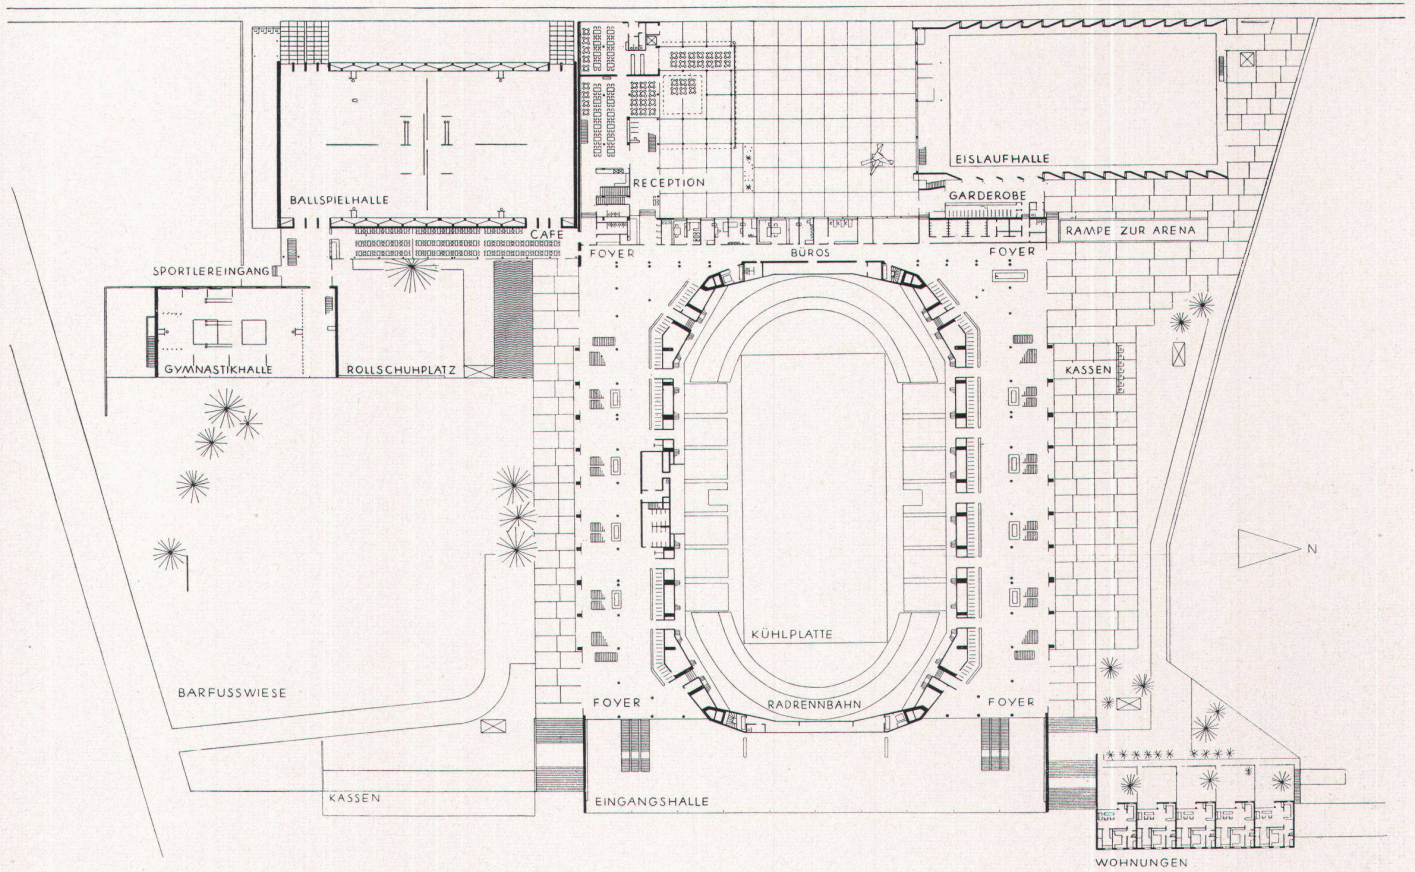 EISLAUFHALLE
RECEPTION
GARDEROBE
BALLSPIELHALLE
CAFE
RAMPE ZUR ARENA
FOYER
BÜROS
FOYER
SPORTLEREINGANG
GYMNASTIKHALLE
ROLLSCHUHPLATZ
KASSEN
N
KÜHLPLATTE
BARFUSSWIESE
FOYER
RADRENNBAHN
FOYER
KASSEN
EINGANGSHALLE
WOHNUNGEN